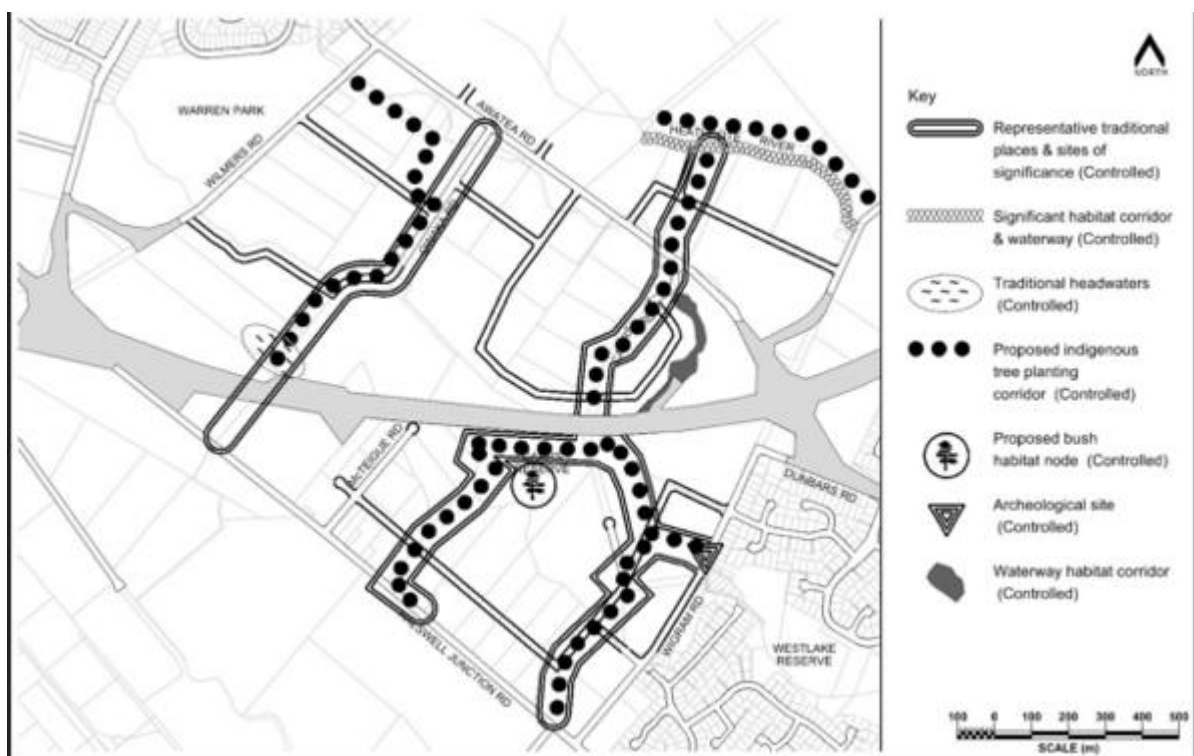 WARREN PARK
WILMERS RD
AWATEA RD
RIVER
McTEIGUE RD
DUNBARS RD
WIGRAM RD
JUNCTION RD
WESTLAKE
RESERVE
NORTH
Key
Representative traditional
places & sites of
significance (Controlled)
Significant habitat corridor
& waterway (Controlled)
Traditional headwaters
(Controlled)
Proposed indigenous
tree planting
corridor (Controlled)
Proposed bush
habitat node (Controlled)
Archeological site
(Controlled)
Waterway habitat corridor
(Controlled)
100 0 100 200 300 400 500
SCALE (m)